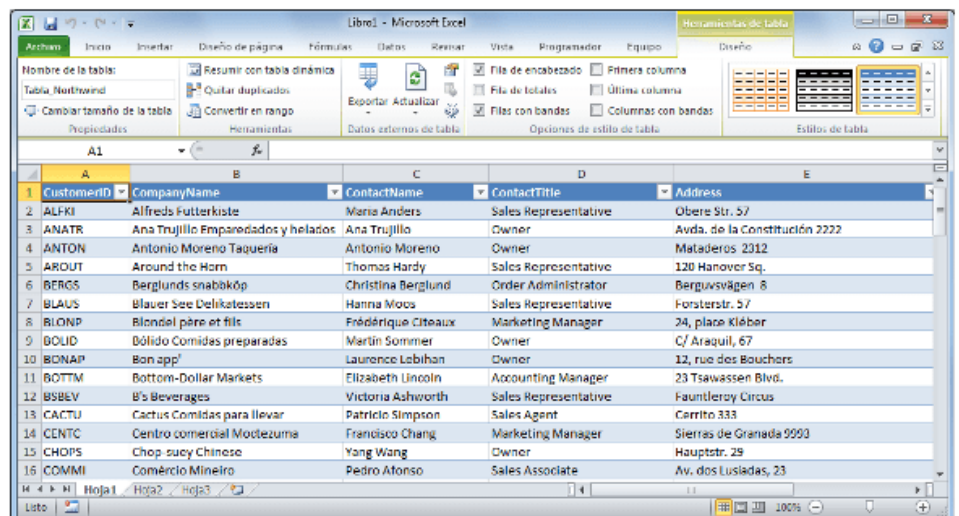 Libro1 - Microsoft Excel
Herramientas de tabla
Archivo Inicio Insertar Diseño de página Fórmulas Datos Revisar Vista Programador Equipo Diseño
Nombre de la tabla:
Tabla_Northwind
Cambiar tamaño de la tabla
Propiedades
Resumir con tabla dinámica
Quitar duplicados
Convertir en rango
Herramientas
Exportar Actualizar
Datos externos de tabla
Fila de encabezado Primera columna
Fila de totales Última columna
Filas con bandas Columnas con bandas
Opciones de estilo de tabla
Estilos de tabla
A1 fx
A B C D E
1 CustomerID CompanyName ContactName ContactTitle Address
2 ALFKI Alfreds Futterkiste Maria Anders Sales Representative Obere Str. 57
3 ANATR Ana Trujillo Emparedados y helados Ana Trujillo Owner Avda. de la Constitución 2222
4 ANTON Antonio Moreno Taquería Antonio Moreno Owner Mataderos 2312
5 AROUT Around the Horn Thomas Hardy Sales Representative 120 Hanover Sq.
6 BERGS Berglunds snabbköp Christina Berglund Order Administrator Berguvsvägen 8
7 BLAUS Blauer See Delikatessen Hanna Moos Sales Representative Forsterstr. 57
8 BLONP Blondel père et fils Frédérique Citeaux Marketing Manager 24, place Kléber
9 BOLID Bólido Comidas preparadas Martín Sommer Owner C/ Araquil, 67
10 BONAP Bon app' Laurence Lebihan Owner 12, rue des Bouchers
11 BOTTM Bottom-Dollar Markets Elizabeth Lincoln Accounting Manager 23 Tsawassen Blvd.
12 BSBEV B's Beverages Victoria Ashworth Sales Representative Fauntleroy Circus
13 CACTU Cactus Comidas para llevar Patricio Simpson Sales Agent Cerrito 333
14 CENTC Centro comercial Moctezuma Francisco Chang Marketing Manager Sierras de Granada 9993
15 CHOPS Chop-suey Chinese Yang Wang Owner Hauptstr. 29
16 COMMI Comércio Mineiro Pedro Afonso Sales Associate Av. dos Lusíadas, 23
Hoja1 Hoja2 Hoja3
Listo 100%